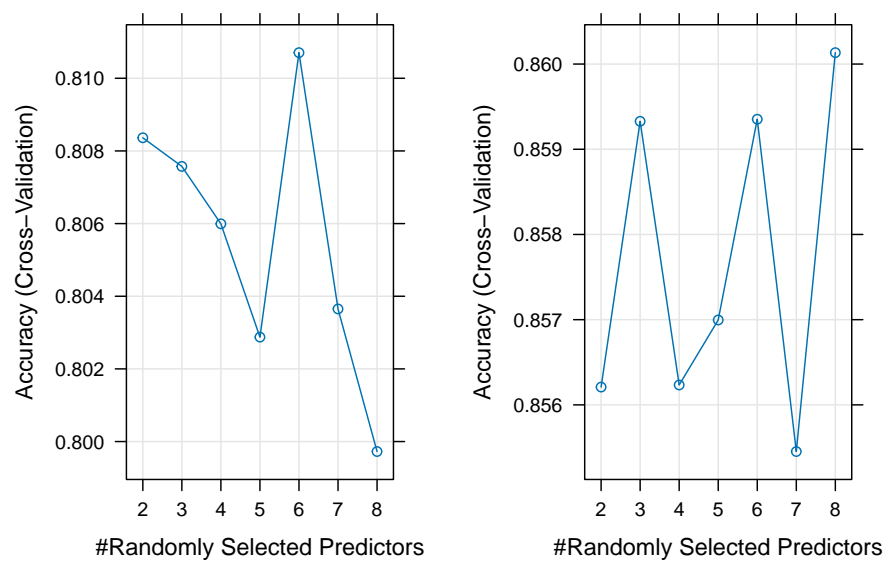 Accuracy (Cross−Validation)
0.810
0.808
0.806
0.804
0.802
0.800
2 3 4 5 6 7 8
#Randomly Selected Predictors
Accuracy (Cross−Validation)
0.860
0.859
0.858
0.857
0.856
2 3 4 5 6 7 8
#Randomly Selected Predictors